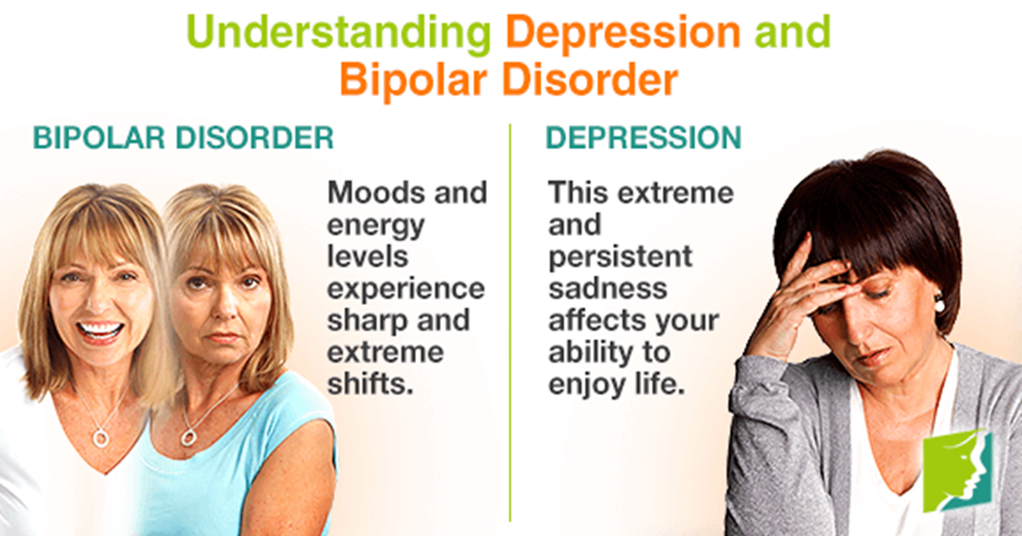 Understanding Depression and
Bipolar Disorder
BIPOLAR DISORDER
Moods and
energy
levels
experience
sharp and
extreme
shifts.
DEPRESSION
This extreme
and
persistent
sadness
affects your
ability to
enjoy life.